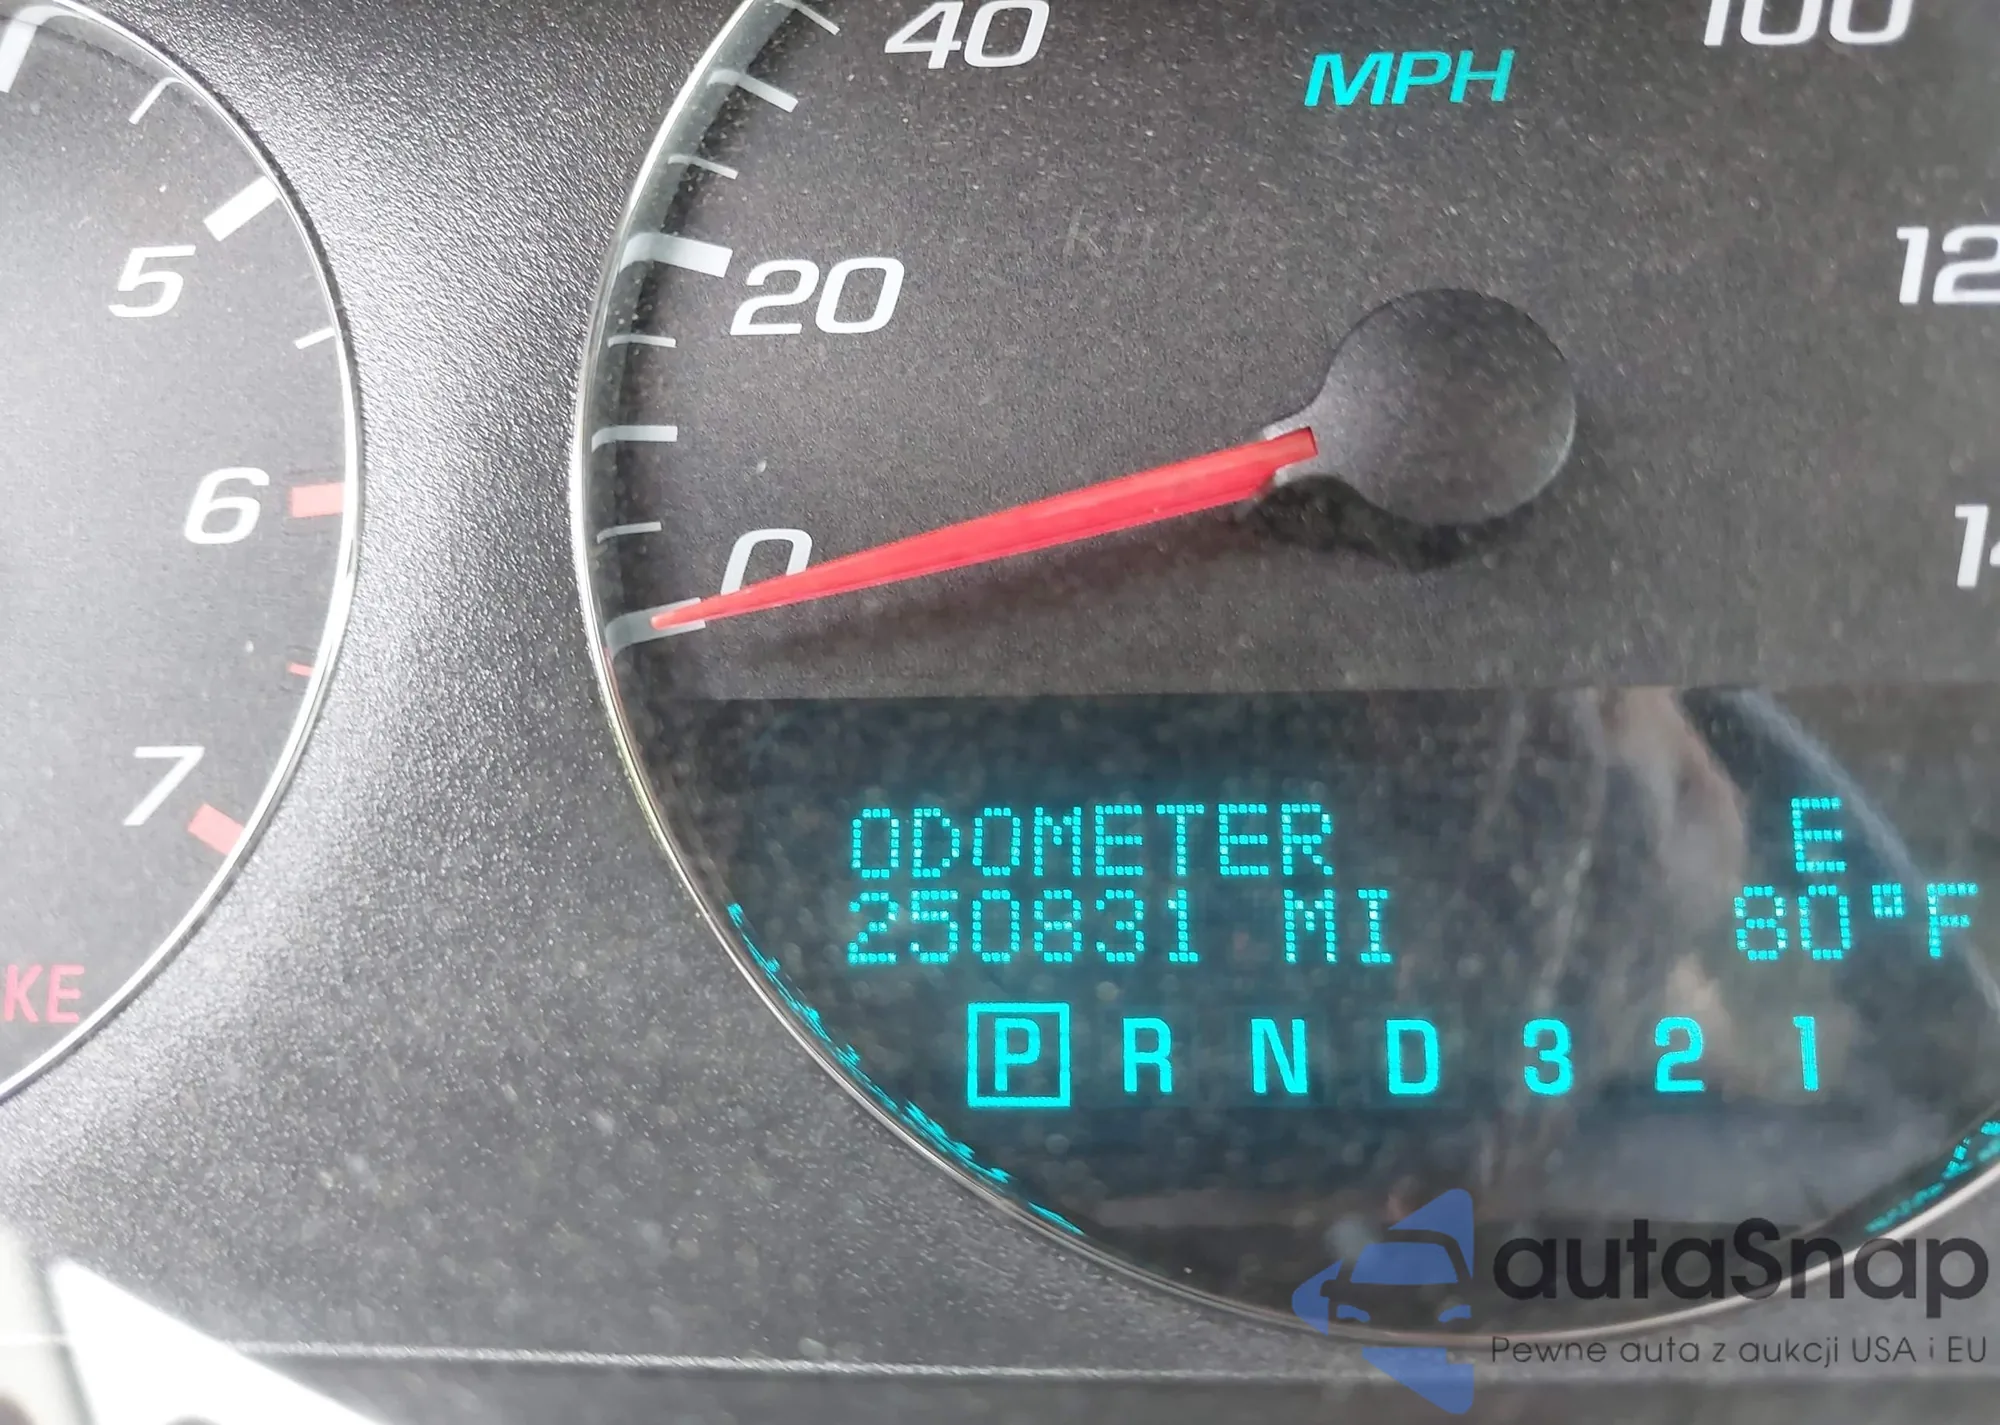 40
100
MPH
5
20
12
km/h
6
0
14
7
ODOMETER
E
250831 MI
80°F
KE
P R N D 3 2 1
autaSnap
Pewne auta z aukcji USA i EU